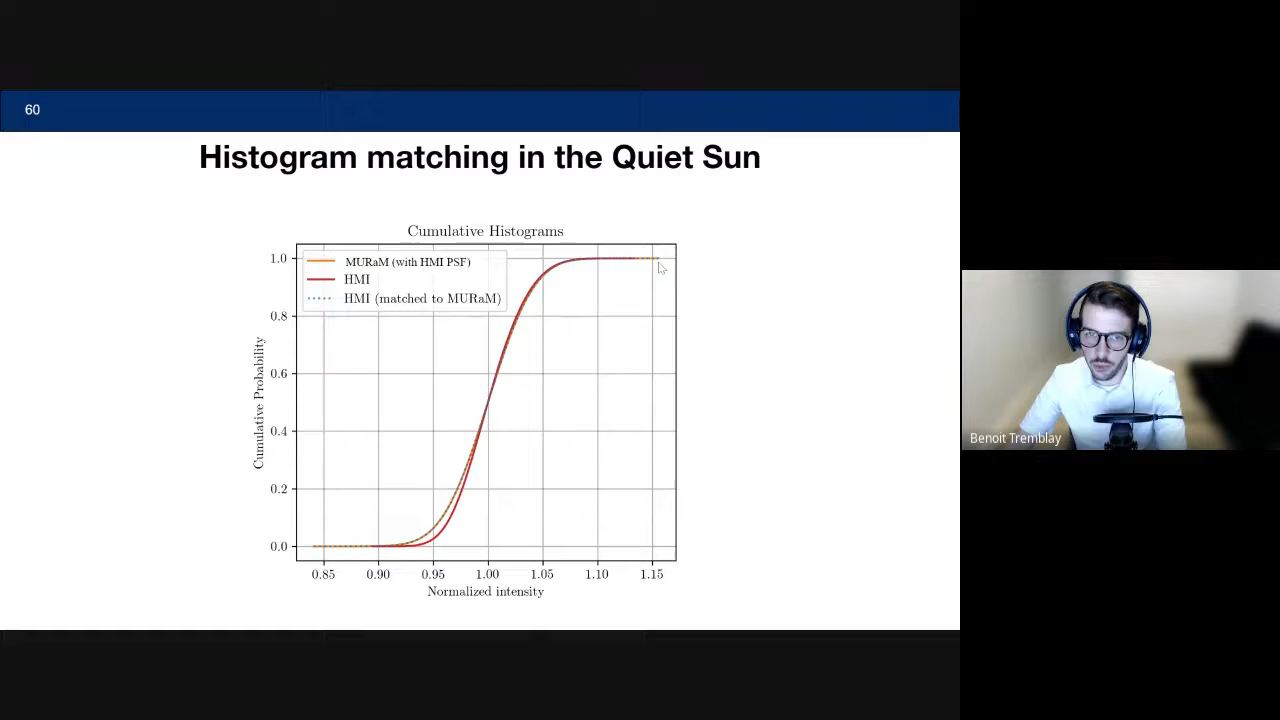 60
Histogram matching in the Quiet Sun
Cumulative Histograms
MURaM (with HMI PSF)
HMI
HMI (matched to MURaM)
1.0
0.8
0.6
0.4
0.2
0.0
Cumulative Probability
0.85 0.90 0.95 1.00 1.05 1.10 1.15
Normalized intensity
Benoit Tremblay